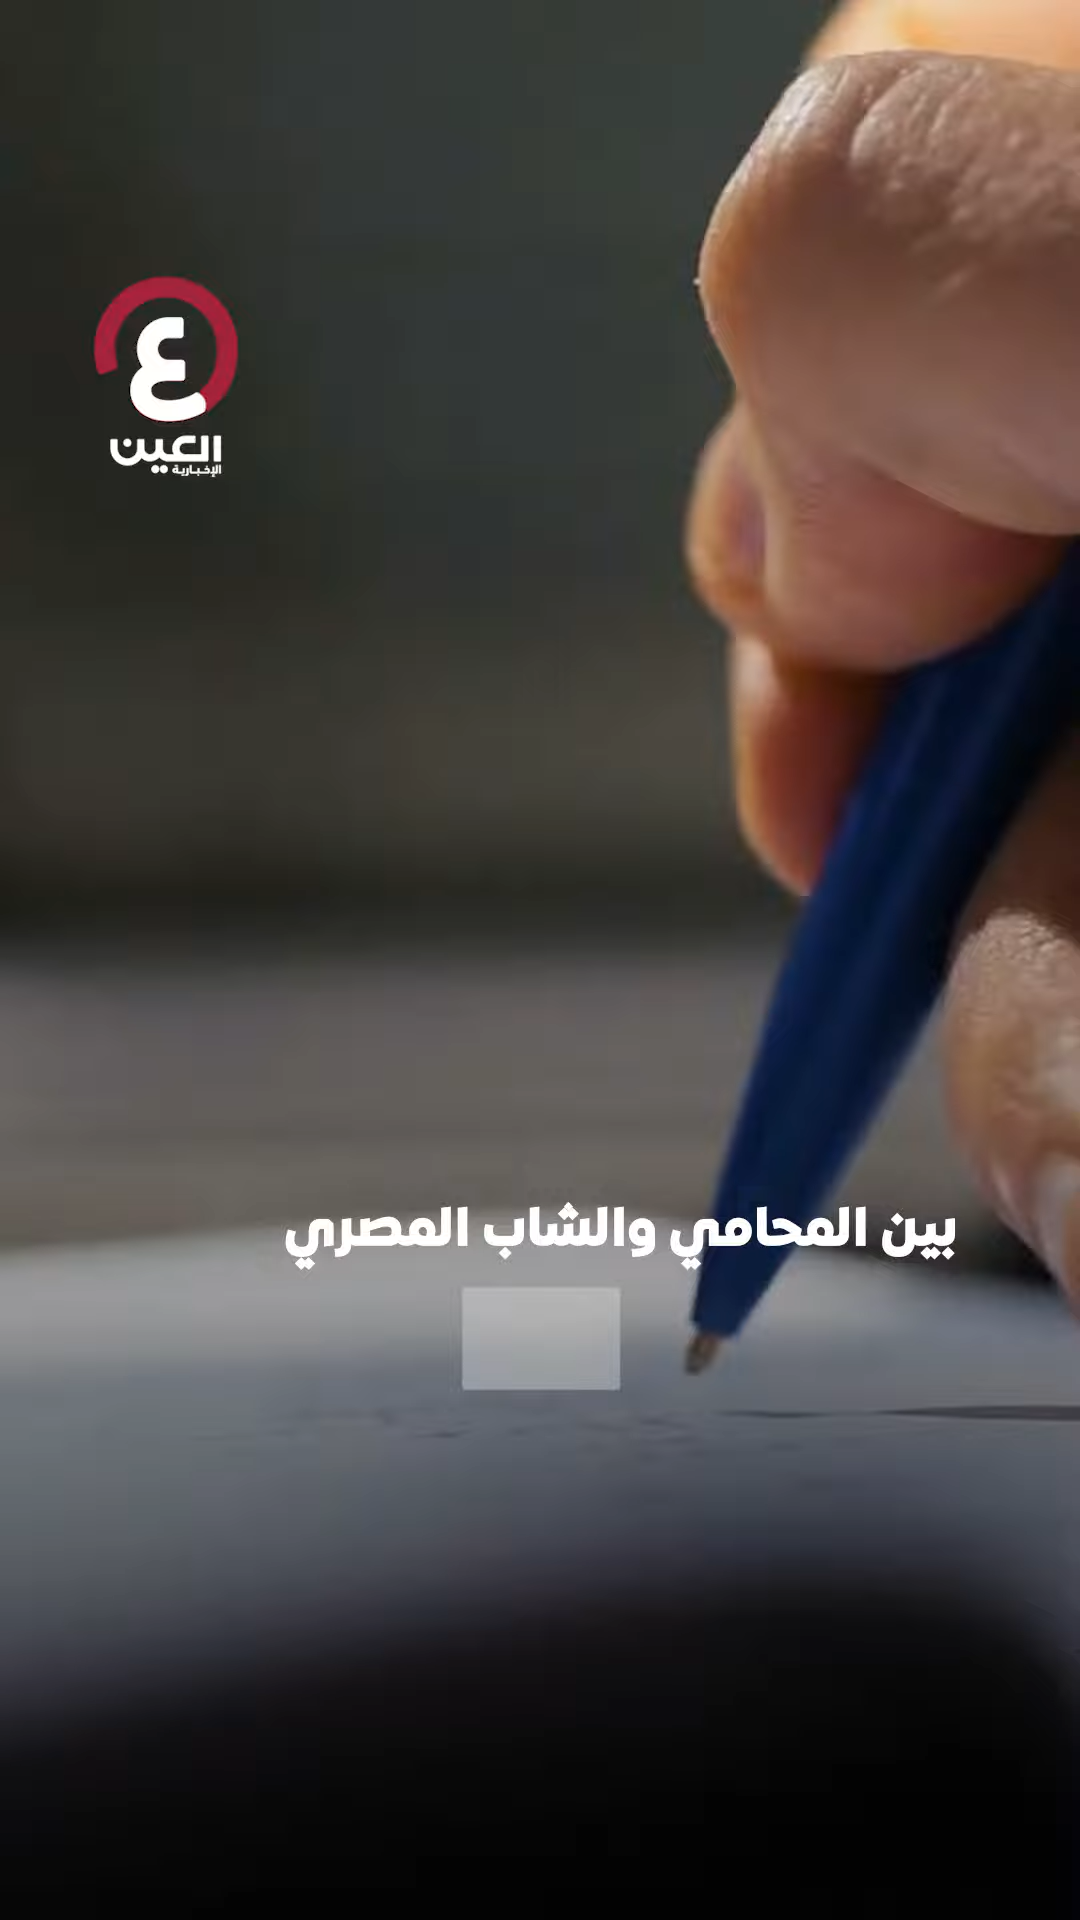 ع
العين
الإخبارية
بين المحامي والشاب المصري